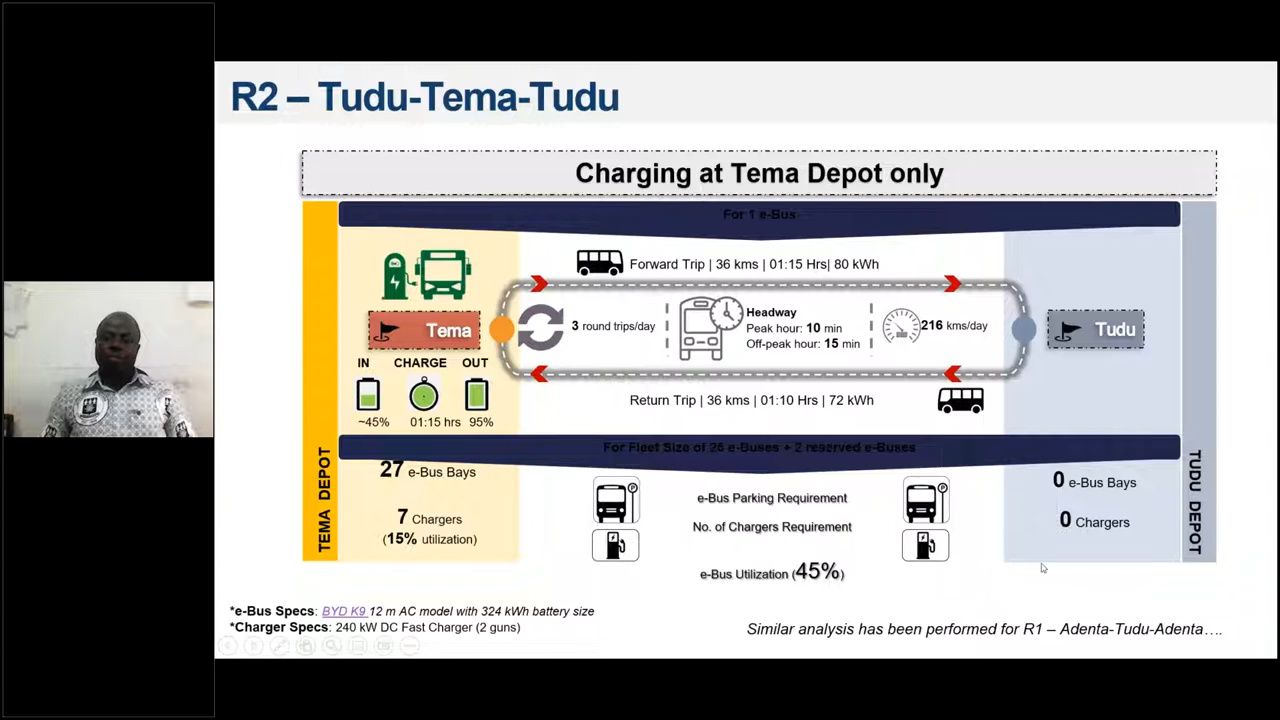 R2 – Tudu-Tema-Tudu
Charging at Tema Depot only
For 1 e-Bus
Forward Trip | 36 kms | 01:15 Hrs| 80 kWh
Tema
3 round trips/day
Headway
Peak hour: 10 min
Off-peak hour: 15 min
216 kms/day
Tudu
IN CHARGE OUT
~45% 01:15 hrs 95%
Return Trip | 36 kms | 01:10 Hrs | 72 kWh
For Fleet Size of 25 e-Buses + 2 reserved e-Buses
TEMA DEPOT
27 e-Bus Bays
7 Chargers
(15% utilization)
e-Bus Parking Requirement
No. of Chargers Requirement
e-Bus Utilization (45%)
0 e-Bus Bays
0 Chargers
TUDU DEPOT
*e-Bus Specs: BYD K9 12 m AC model with 324 kWh battery size
*Charger Specs: 240 kW DC Fast Charger (2 guns)
Similar analysis has been performed for R1 – Adenta-Tudu-Adenta….